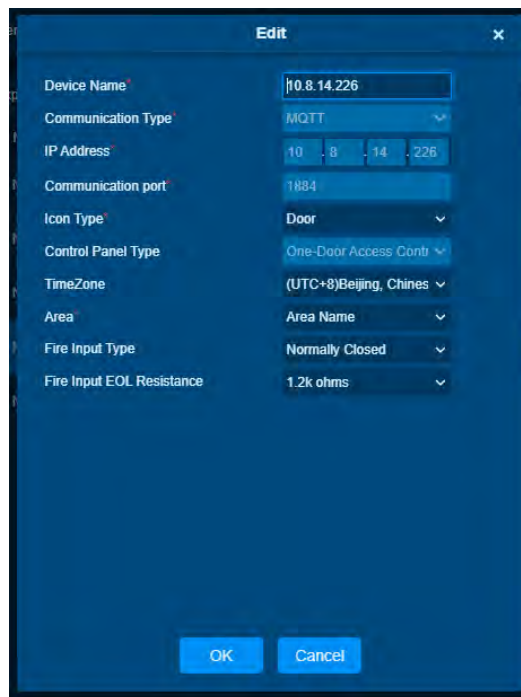 Edit ×
Device Name* 10.8.14.226
Communication Type* MQTT
IP Address* 10 . 8 . 14 . 226
Communication port* 1884
Icon Type* Door
Control Panel Type One-Door Access Contr
TimeZone (UTC+8)Beijing, Chines
Area* Area Name
Fire Input Type Normally Closed
Fire Input EOL Resistance 1.2k ohms
OK Cancel